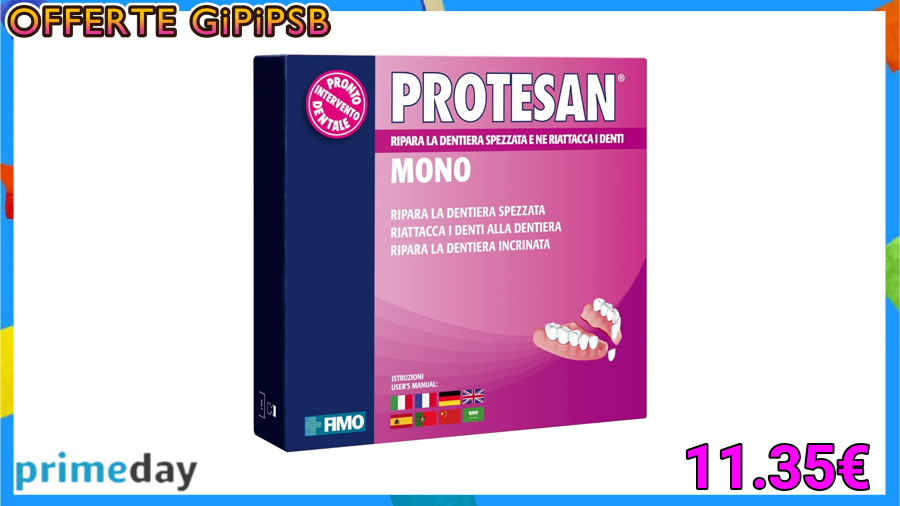 OFFERTE GiPiPSB
PRONTO
INTERVENTO
DENTALE
PROTESAN®
RIPARA LA DENTIERA SPEZZATA E NE RIATTACCA I DENTI
MONO
RIPARA LA DENTIERA SPEZZATA
RIATTACCA I DENTI ALLA DENTIERA
RIPARA LA DENTIERA INCRINATA
ISTRUZIONI
USER'S MANUAL:
FIMO
primeday
11.35€